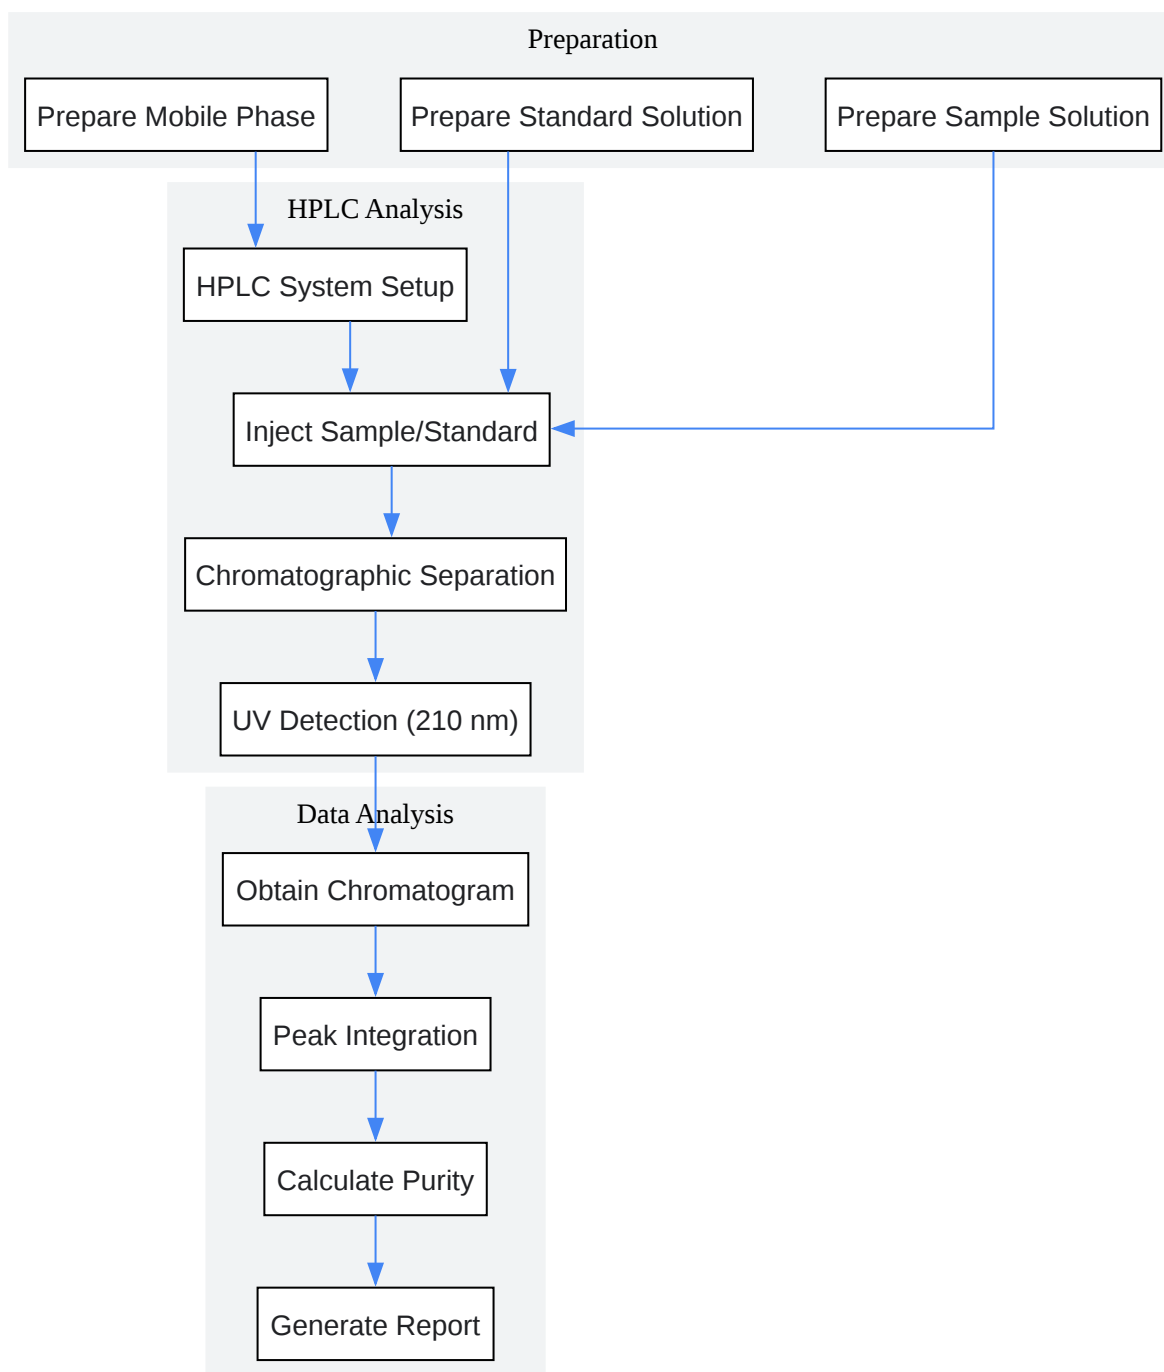 Preparation
Prepare Mobile Phase
Prepare Standard Solution
Prepare Sample Solution
HPLC Analysis
HPLC System Setup
Inject Sample/Standard
Chromatographic Separation
UV Detection (210 nm)
Data Analysis
Obtain Chromatogram
Peak Integration
Calculate Purity
Generate Report